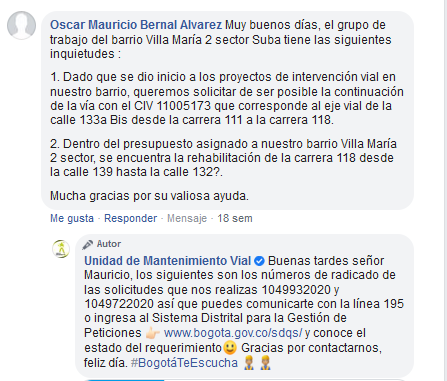 Oscar Mauricio Bernal Alvarez Muy buenos días, el grupo de
trabajo del barrio Villa María 2 sector Suba tiene las siguientes
inquietudes :
1. Dado que se dio inicio a los proyectos de intervención vial en
nuestro barrio, queremos solicitar de ser posible la continuación
de la vía con el CIV 11005173 que corresponde al eje vial de la
calle 133a Bis desde la carrera 111 a la carrera 118.
2. Dentro del presupuesto asignado a nuestro barrio Villa María
2 sector, se encuentra la rehabilitación de la carrera 118 desde
la calle 139 hasta la calle 132?.
Mucha gracias por su valiosa ayuda.
Me gusta · Responder · Mensaje · 18 sem
Autor
Unidad de Mantenimiento Vial Buenas tardes señor
Mauricio, los siguientes son los números de radicado de
las solicitudes que nos realizas 1049932020 y
1049722020 así que puedes comunicarte con la línea 195
o ingresa al Sistema Distrital para la Gestión de
Peticiones 👉🏻 www.bogota.gov.co/sdqs/ y conoce el
estado del requerimiento😃 Gracias por contactarnos,
feliz día. #BogotáTeEscucha